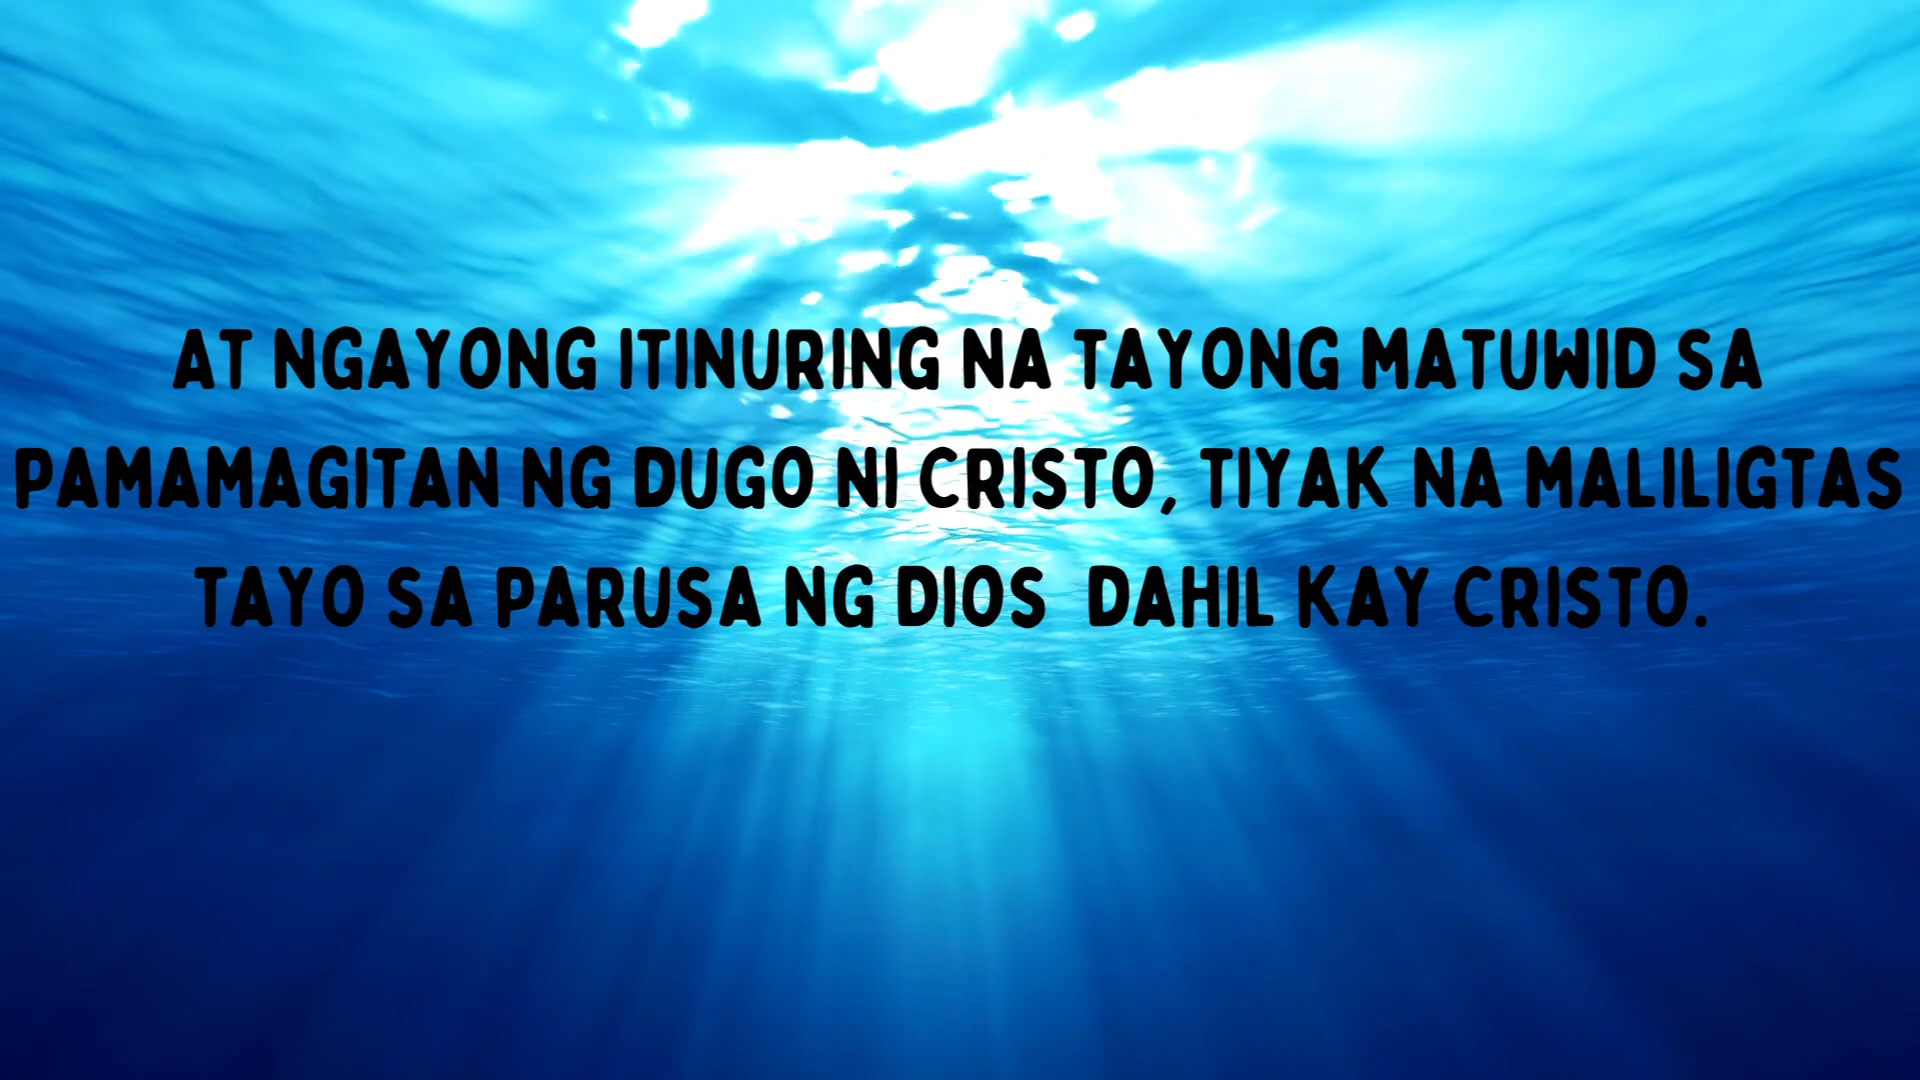 AT NGAYONG ITINURING NA TAYONG MATUWID SA
PAMAMAGITAN NG DUGO NI CRISTO, TIYAK NA MALILIGTAS
TAYO SA PARUSA NG DIOS DAHIL KAY CRISTO.